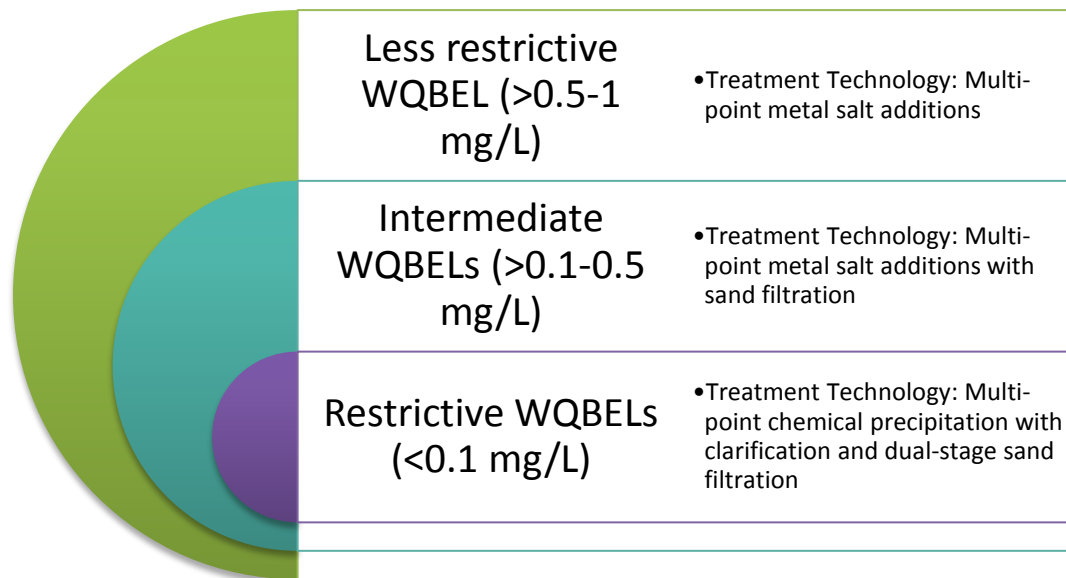 Less restrictive
WQBEL (>0.5-1
mg/L)
•Treatment Technology: Multi-
point metal salt additions
Intermediate
WQBELs (>0.1-0.5
mg/L)
•Treatment Technology: Multi-
point metal salt additions with
sand filtration
Restrictive WQBELs
(<0.1 mg/L)
•Treatment Technology: Multi-
point chemical precipitation with
clarification and dual-stage sand
filtration